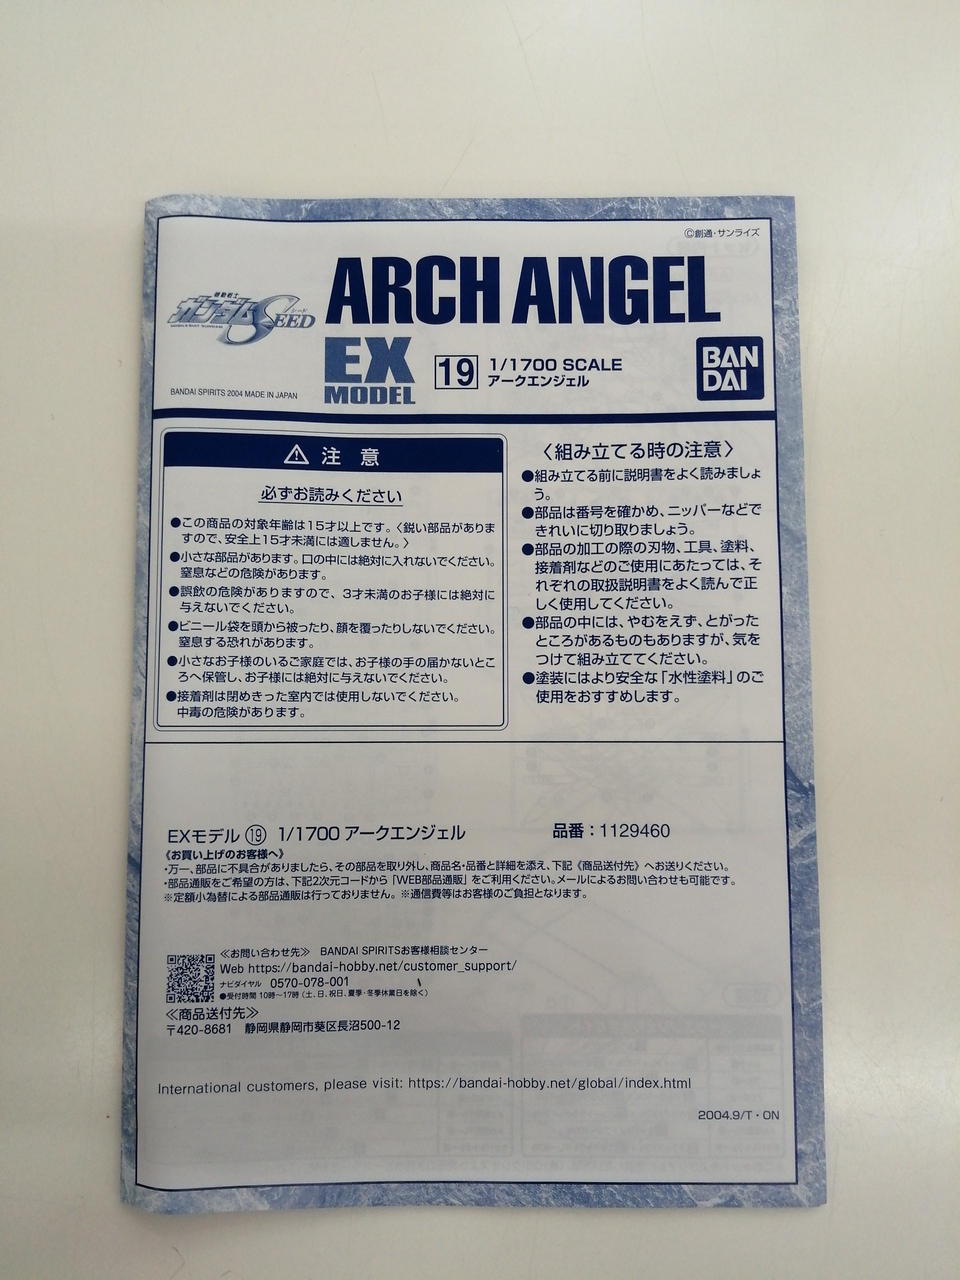 ©創通・サンライズ
機動戦士
ガンダムSEED
シード
ARCH ANGEL
EX
MODEL
19
1/1700 SCALE
アークエンジェル
BAN
DAI
BANDAI SPIRITS 2004 MADE IN JAPAN
⚠ 注 意
必ずお読みください
●この商品の対象年齢は15才以上です。〈鋭い部品がありま
すので、安全上15才未満には適しません。〉
●小さな部品があります。口の中には絶対に入れないでください。
窒息などの危険があります。
●誤飲の危険がありますので、3才未満のお子様には絶対に
与えないでください。
●ビニール袋を頭から被ったり、顔を覆ったりしないでください。
窒息する恐れがあります。
●小さなお子様のいるご家庭では、お子様の手の届かないとこ
ろへ保管し、お子様には絶対に与えないでください。
●接着剤は閉めきった室内では使用しないでください。
中毒の危険があります。
〈組み立てる時の注意〉
●組み立てる前に説明書をよく読みましょ
う。
●部品は番号を確かめ、ニッパーなどで
きれいに切り取りましょう。
●部品の加工の際の刃物、工具、塗料、
接着剤などのご使用にあたっては、そ
れぞれの取扱説明書をよく読んで正
しく使用してください。
●部品の中には、やむをえず、とがった
ところがあるものもありますが、気を
つけて組み立ててください。
●塗装にはより安全な「水性塗料」のご
使用をおすすめします。
EXモデル ⑲ 1/1700 アークエンジェル 品番：1129460
《お買い上げのお客様へ》
・万一、部品に不具合がありましたら、その部品を取り外し、商品名・品番と詳細を添え、下記《商品送付先》へお送りください。
・部品通販をご希望の方は、下記2次元コードから「WEB部品通販」をご利用ください。メールによるお問い合わせも可能です。
※定額小為替による部品通販は行っておりません。※通信費等はお客様のご負担となります。
≪お問い合わせ先≫ BANDAI SPIRITSお客様相談センター
Web https://bandai-hobby.net/customer_support/
ナビダイヤル 0570-078-001
●受付時間 10時〜17時（土、日、祝日、夏季・冬季休業日を除く）
≪商品送付先≫
〒420-8681 静岡県静岡市葵区長沼500-12
International customers, please visit: https://bandai-hobby.net/global/index.html
2004.9/T・ON